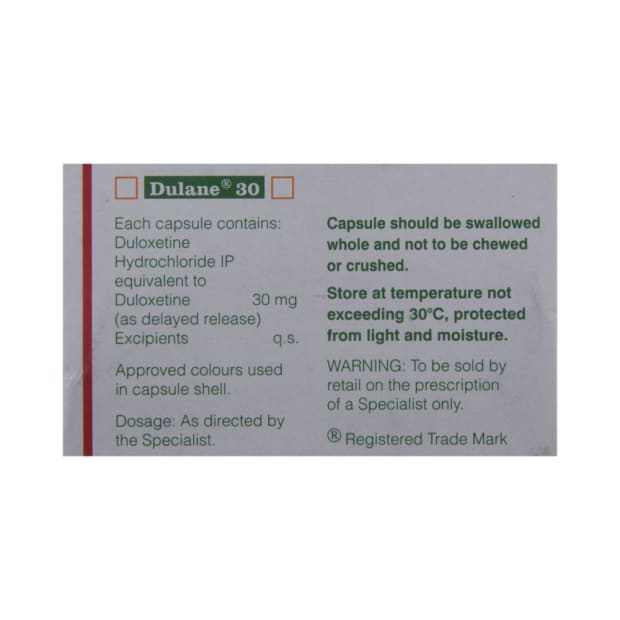 Dulane® 30
Each capsule contains:
Duloxetine
Hydrochloride IP
equivalent to
Duloxetine 30 mg
(as delayed release)
Excipients q.s.
Approved colours used
in capsule shell.
Dosage: As directed by
the Specialist.
Capsule should be swallowed
whole and not to be chewed
or crushed.
Store at temperature not
exceeding 30°C, protected
from light and moisture.
WARNING: To be sold by
retail on the prescription
of a Specialist only.
® Registered Trade Mark